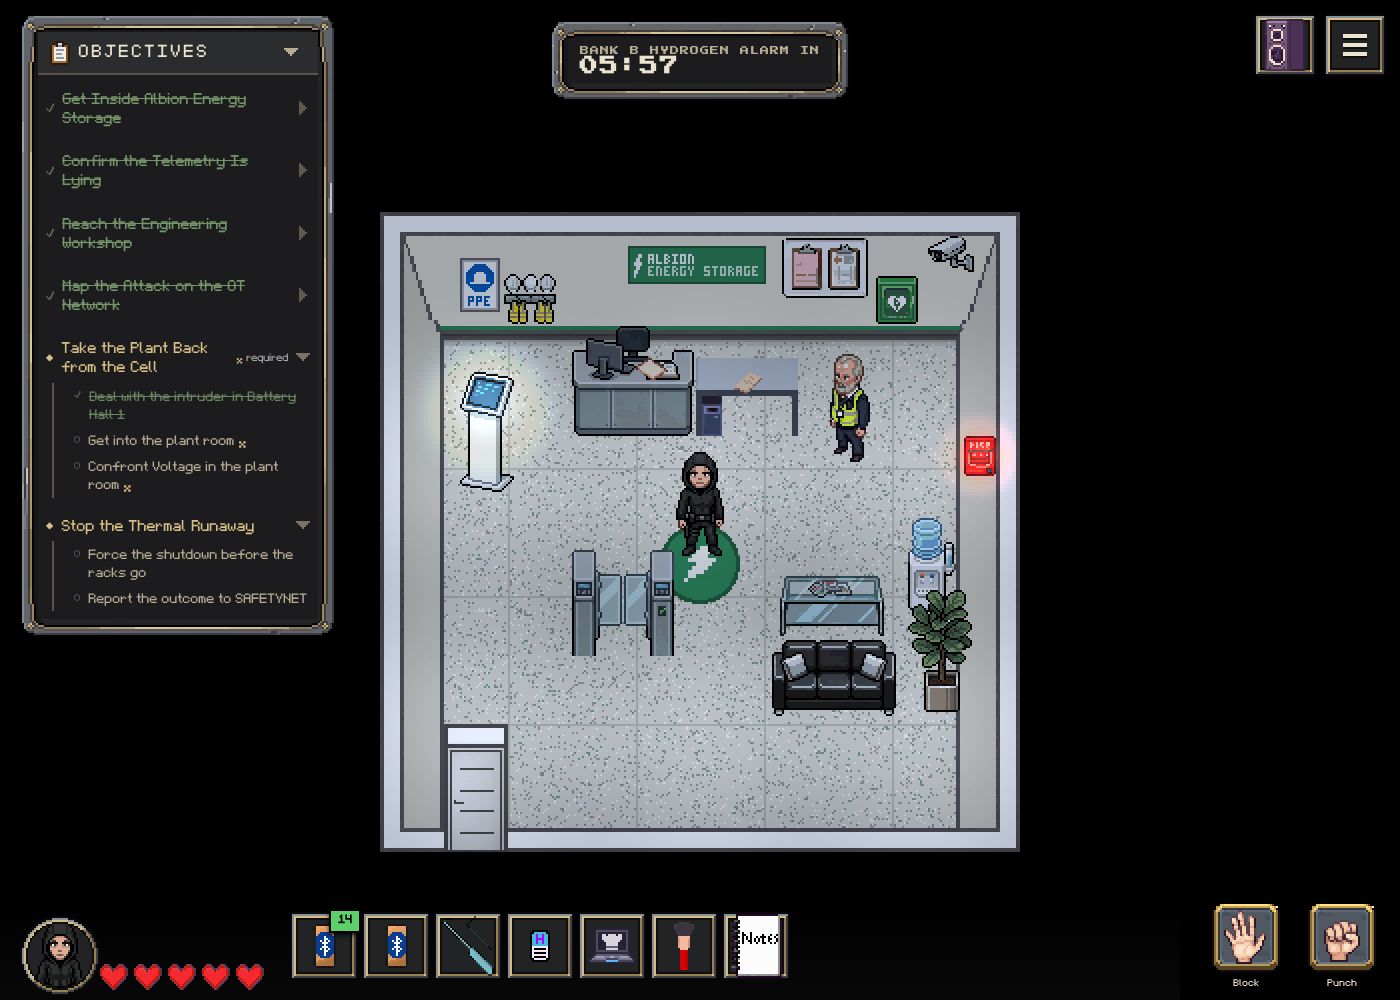 OBJECTIVES
Get Inside Albion Energy
Storage
Confirm the Telemetry Is
Lying
Reach the Engineering
Workshop
Map the Attack on the OT
Network
Take the Plant Back
from the Cell
required
Deal with the intruder in Battery
Hall 1
Get into the plant room
Confront Voltage in the plant
room
Stop the Thermal Runaway
Force the shutdown before the
racks go
Report the outcome to SAFETYNET
BANK B HYDROGEN ALARM IN
05:57
PPE
ALBION
ENERGY STORAGE
14
H
Notes
Block
Punch